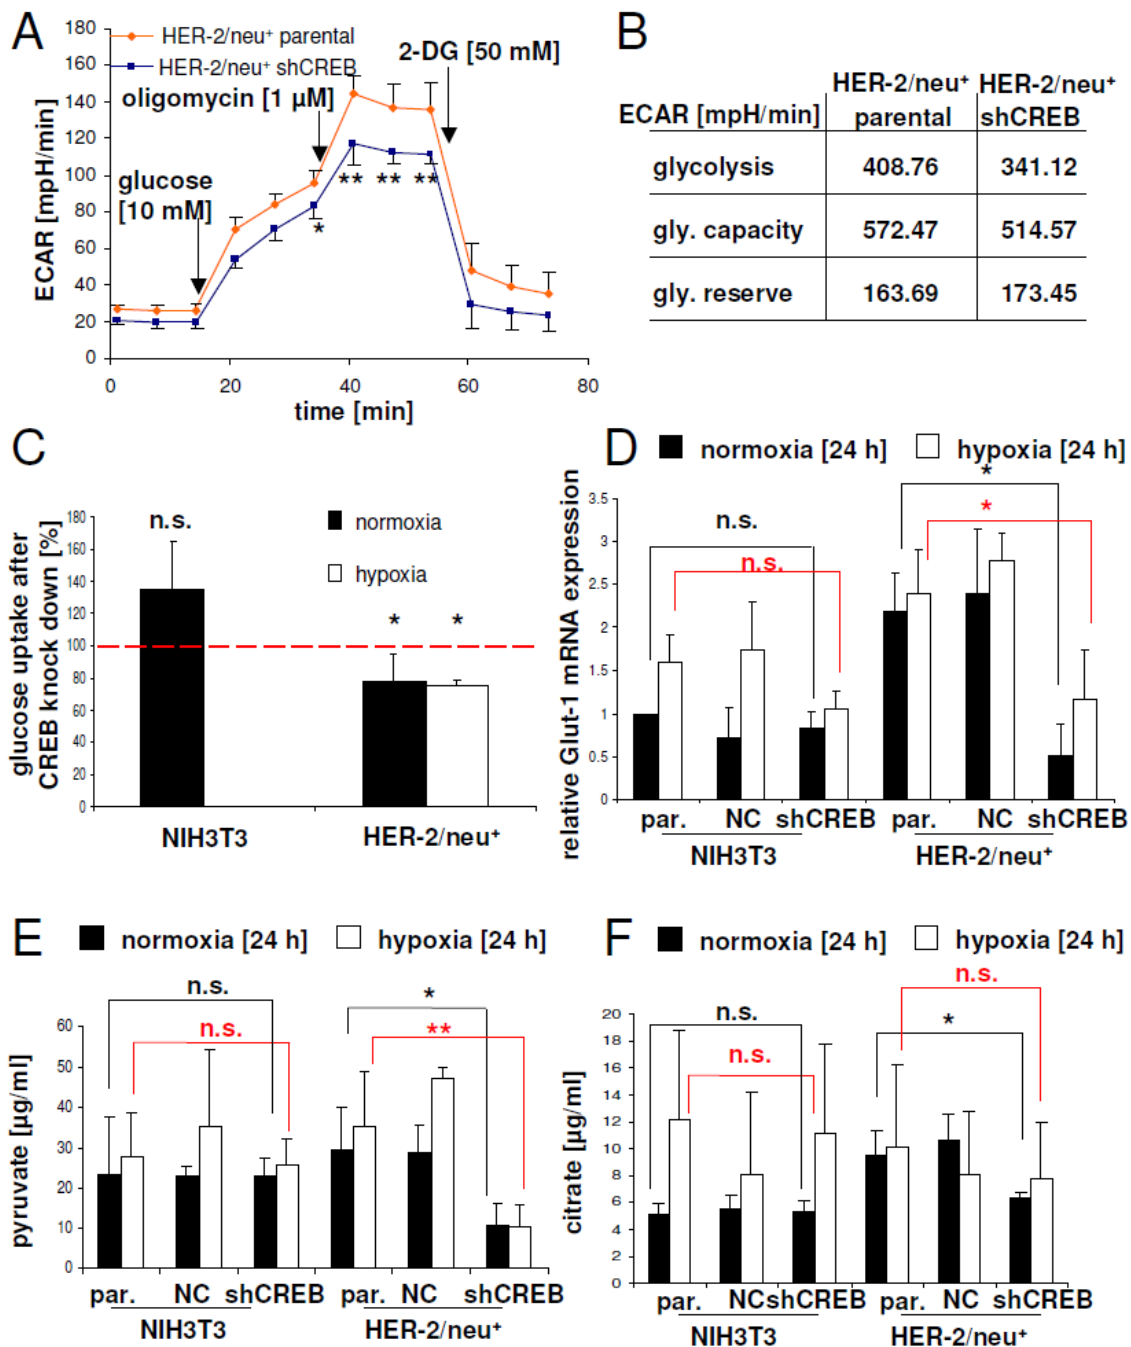 A
180
160
140
120
100
80
60
40
20
0
ECAR [mpH/min]
HER-2/neu⁺ parental
HER-2/neu⁺ shCREB
oligomycin [1 µM]
2-DG [50 mM]
glucose
[10 mM]
*
** ** **
0 20 40 60 80
time [min]
B
ECAR [mpH/min]
HER-2/neu⁺
parental
HER-2/neu⁺
shCREB
glycolysis 408.76 341.12
gly. capacity 572.47 514.57
gly. reserve 163.69 173.45
C
glucose uptake after
CREB knock down [%]
180
160
140
120
100
80
60
40
20
0
n.s.
normoxia
hypoxia
* *
NIH3T3 HER-2/neu⁺
D
normoxia [24 h] hypoxia [24 h]
relative Glut-1 mRNA expression
3.5
3
2.5
2
1.5
1
0.5
0
n.s.
n.s.
*
*
par. NC shCREB par. NC shCREB
NIH3T3 HER-2/neu⁺
E
normoxia [24 h] hypoxia [24 h]
pyruvate [µg/ml]
60
50
40
30
20
10
0
n.s.
n.s.
*
**
par. NC shCREB par. NC shCREB
NIH3T3 HER-2/neu⁺
F
normoxia [24 h] hypoxia [24 h]
citrate [µg/ml]
20
18
16
14
12
10
8
6
4
2
0
n.s.
n.s.
n.s.
*
par. NC shCREB par. NC shCREB
NIH3T3 HER-2/neu⁺